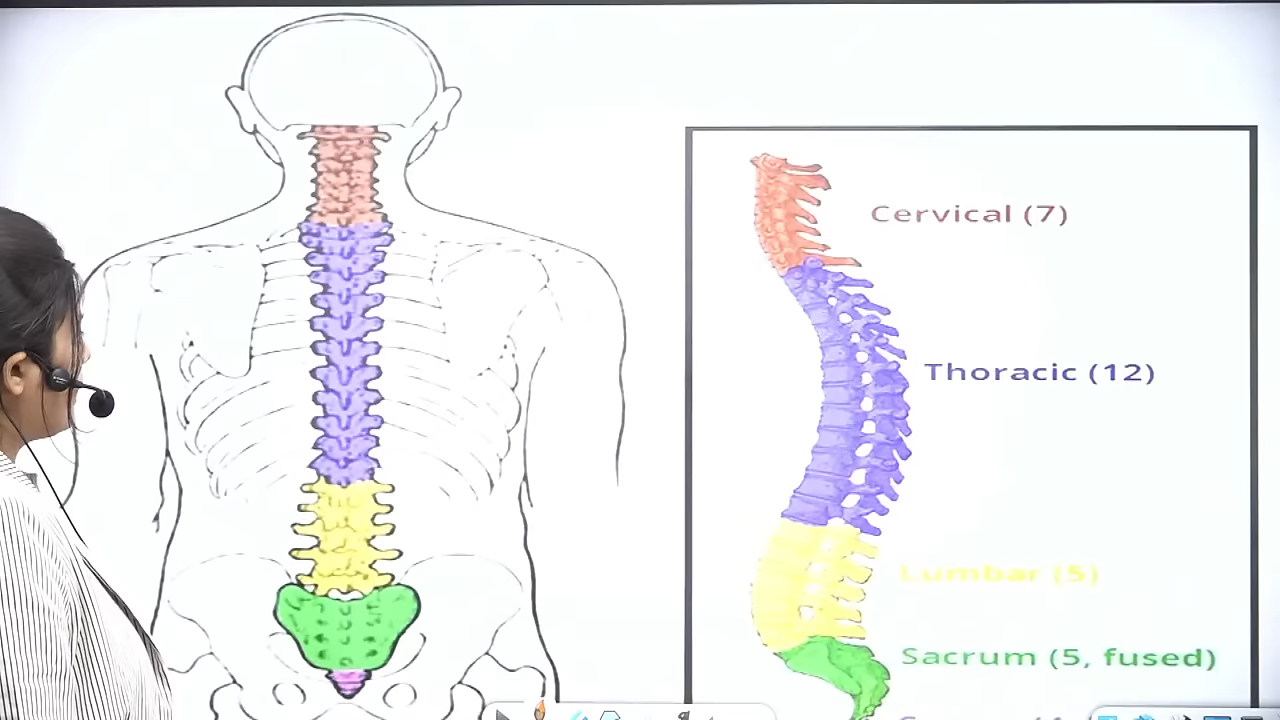 Cervical (7)
Thoracic (12)
Lumbar (5)
Sacrum (5, fused)